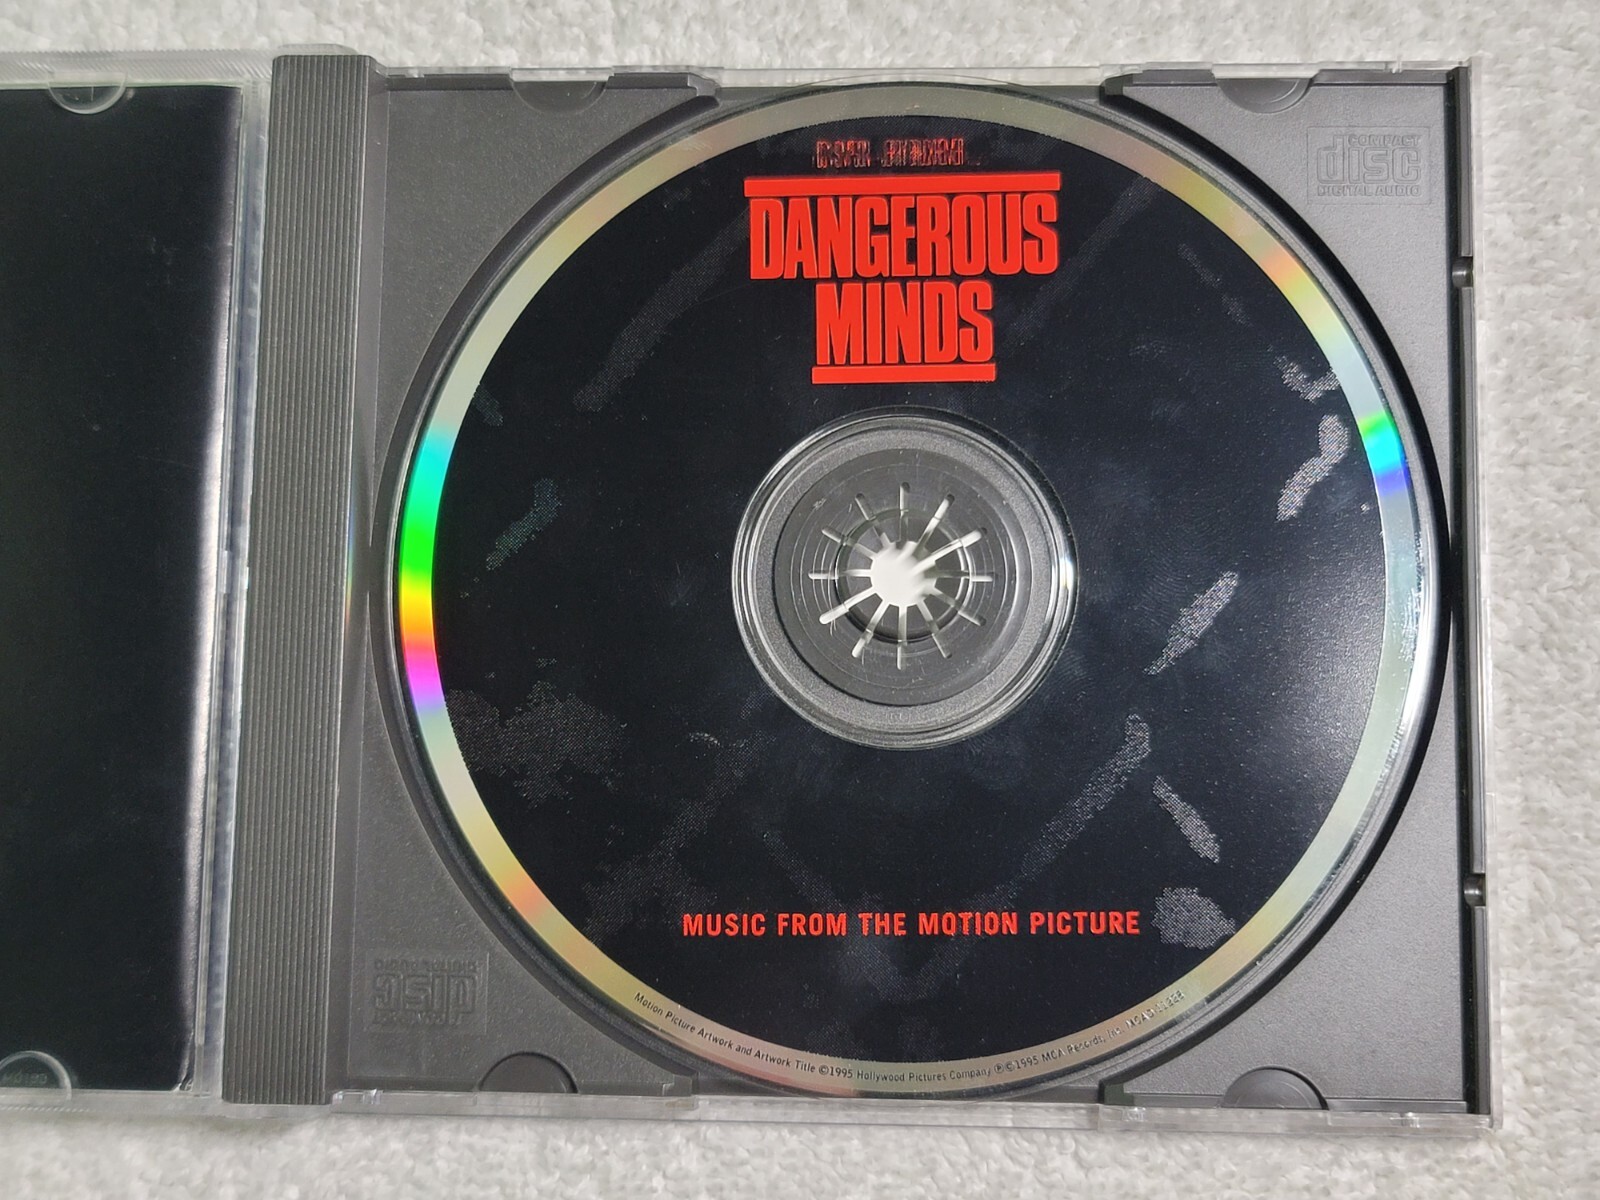 COMPACT
disc
DIGITAL AUDIO
DANGEROUS
MINDS
MUSIC FROM THE MOTION PICTURE
Motion Picture Artwork and Artwork Title ©1995 Hollywood Pictures Company ℗©1995 MCA Records, Inc.
disc